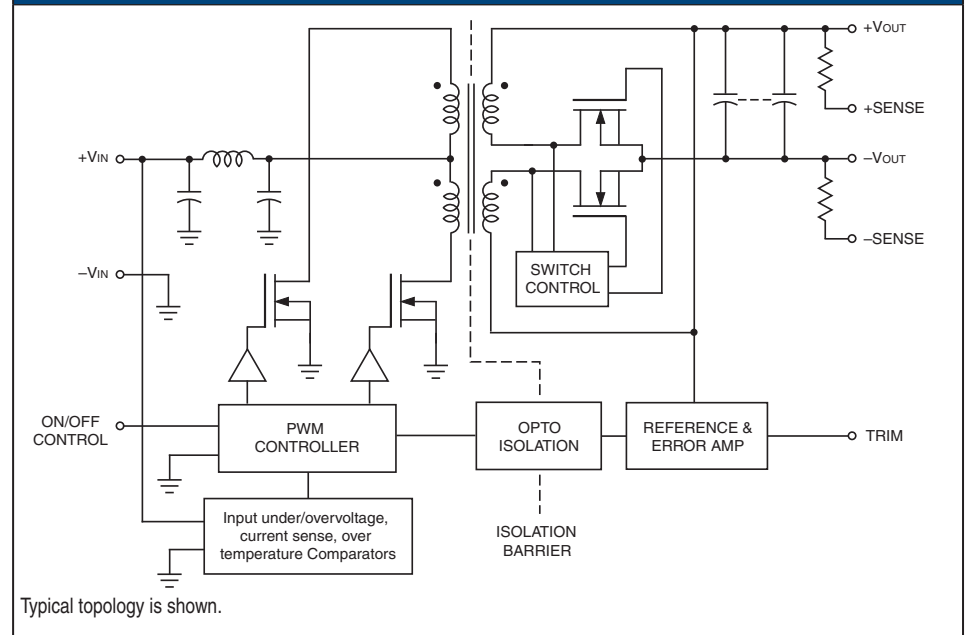 +VOUT
+SENSE
+VIN
–VOUT
–SENSE
–VIN
SWITCH
CONTROL
ON/OFF
CONTROL
PWM
CONTROLLER
OPTO
ISOLATION
REFERENCE &
ERROR AMP
TRIM
Input under/overvoltage,
current sense, over
temperature Comparators
ISOLATION
BARRIER
Typical topology is shown.